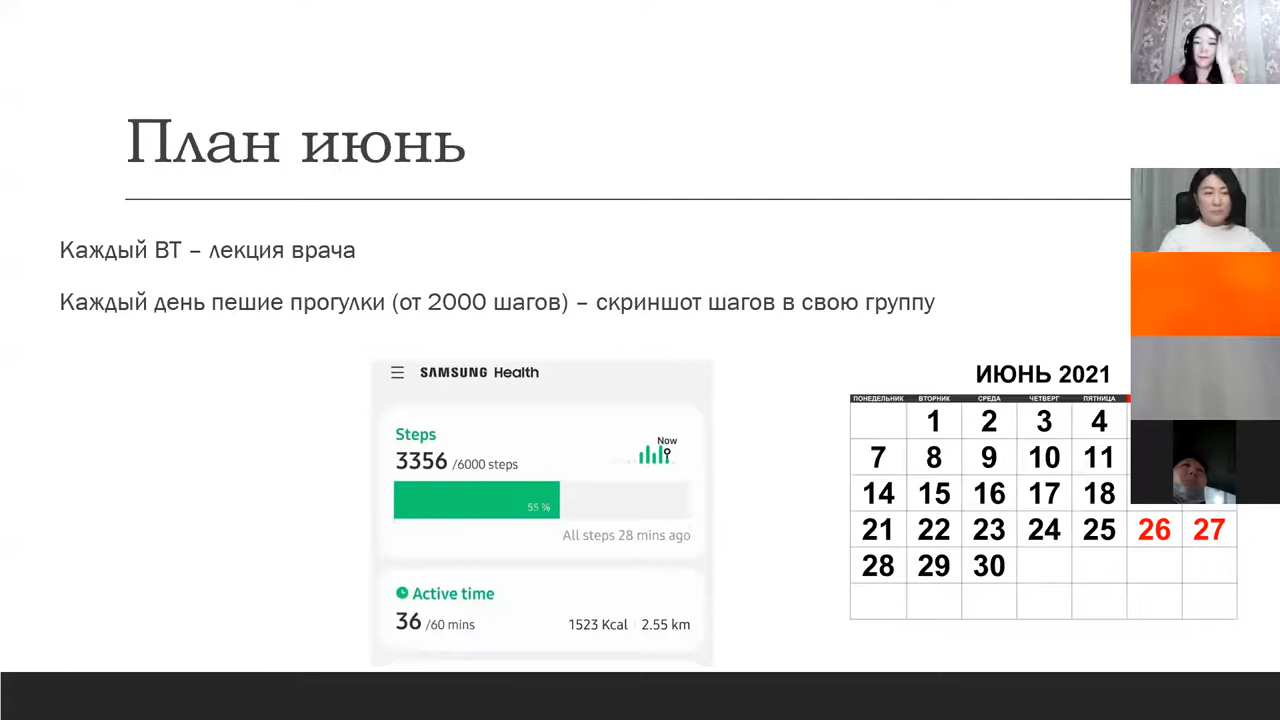 План июнь
Каждый ВТ – лекция врача
Каждый день пешие прогулки (от 2000 шагов) – скриншот шагов в свою группу
SAMSUNG Health
Steps
Now
3356 /6000 steps
55 %
All steps 28 mins ago
Active time
36 /60 mins 1523 Kcal 2.55 km
ИЮНЬ 2021
ПОНЕДЕЛЬНИК ВТОРНИК СРЕДА ЧЕТВЕРГ ПЯТНИЦА
1 2 3 4
7 8 9 10 11
14 15 16 17 18
21 22 23 24 25 26 27
28 29 30